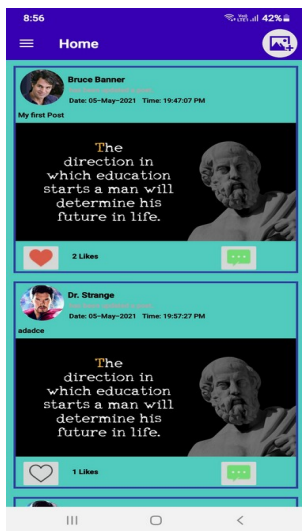 8:56
42%
Home
Bruce Banner
Date: 05-May-2021 Time: 19:47:07 PM
My first Post
The
direction in
which education
starts a man will
determine his
future in life.
2 Likes
Dr. Strange
Date: 05-May-2021 Time: 19:57:27 PM
adadce
The
direction in
which education
starts a man will
determine his
future in life.
1 Likes